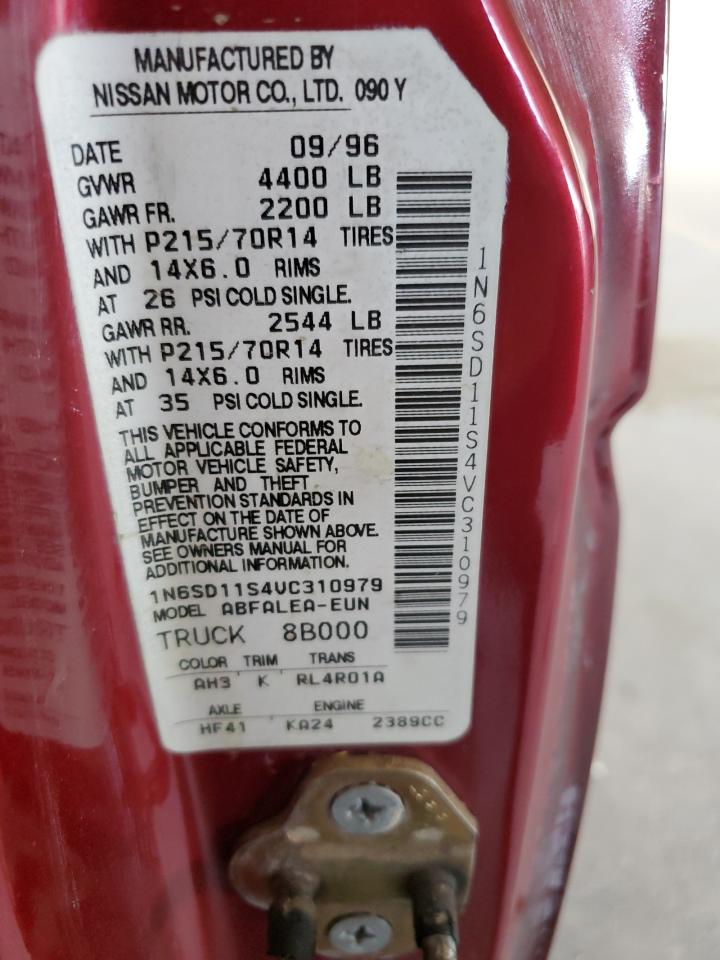 MANUFACTURED BY
NISSAN MOTOR CO., LTD. 090 Y
DATE 09/96
GVWR 4400 LB
GAWR FR. 2200 LB
WITH P215/70R14 TIRES
AND 14X6.0 RIMS
AT 26 PSI COLD SINGLE.
GAWR RR. 2544 LB
WITH P215/70R14 TIRES
AND 14X6.0 RIMS
AT 35 PSI COLD SINGLE.
THIS VEHICLE CONFORMS TO
ALL APPLICABLE FEDERAL
MOTOR VEHICLE SAFETY,
BUMPER AND THEFT
PREVENTION STANDARDS IN
EFFECT ON THE DATE OF
MANUFACTURE SHOWN ABOVE.
SEE OWNERS MANUAL FOR
ADDITIONAL INFORMATION.
1N6SD11S4VC310979
MODEL ABFALEA-EUN
TRUCK 8B000
COLOR TRIM TRANS
AH3 K RL4R01A
AXLE ENGINE
HF41 KA24 2389CC
1N6SD11S4VC310979